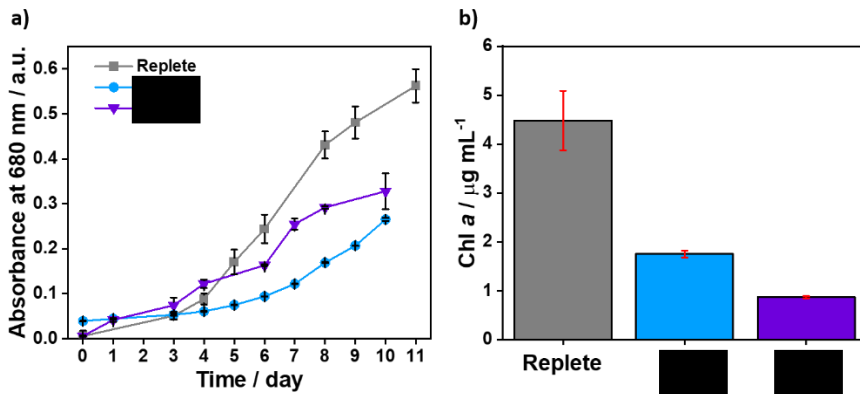 a)
Absorbance at 680 nm / a.u.
0.6
0.5
0.4
0.3
0.2
0.1
0.0
Replete
0 1 2 3 4 5 6 7 8 9 10 11
Time / day
b)
Chl a / µg mL⁻¹
6
5
4
3
2
1
0
Replete